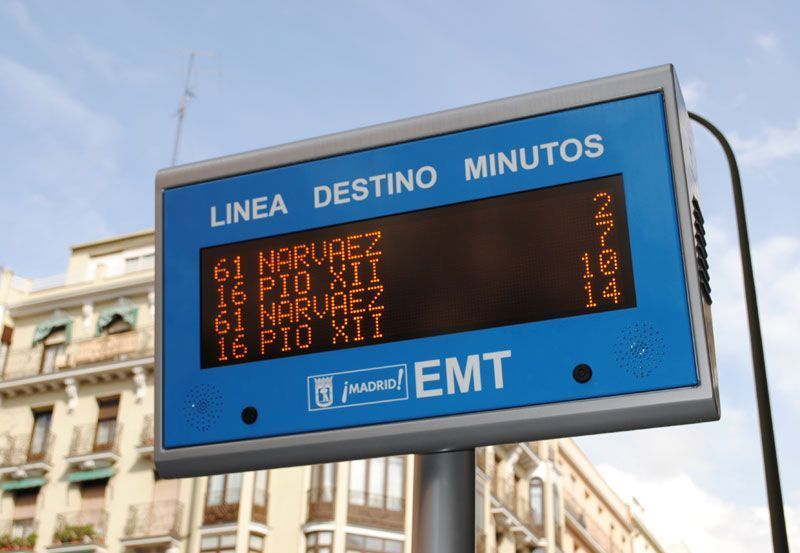 LINEA DESTINO MINUTOS
61 NARVAEZ 2
16 PIO XII 7
61 NARVAEZ 10
16 PIO XII 14
¡MADRID! EMT